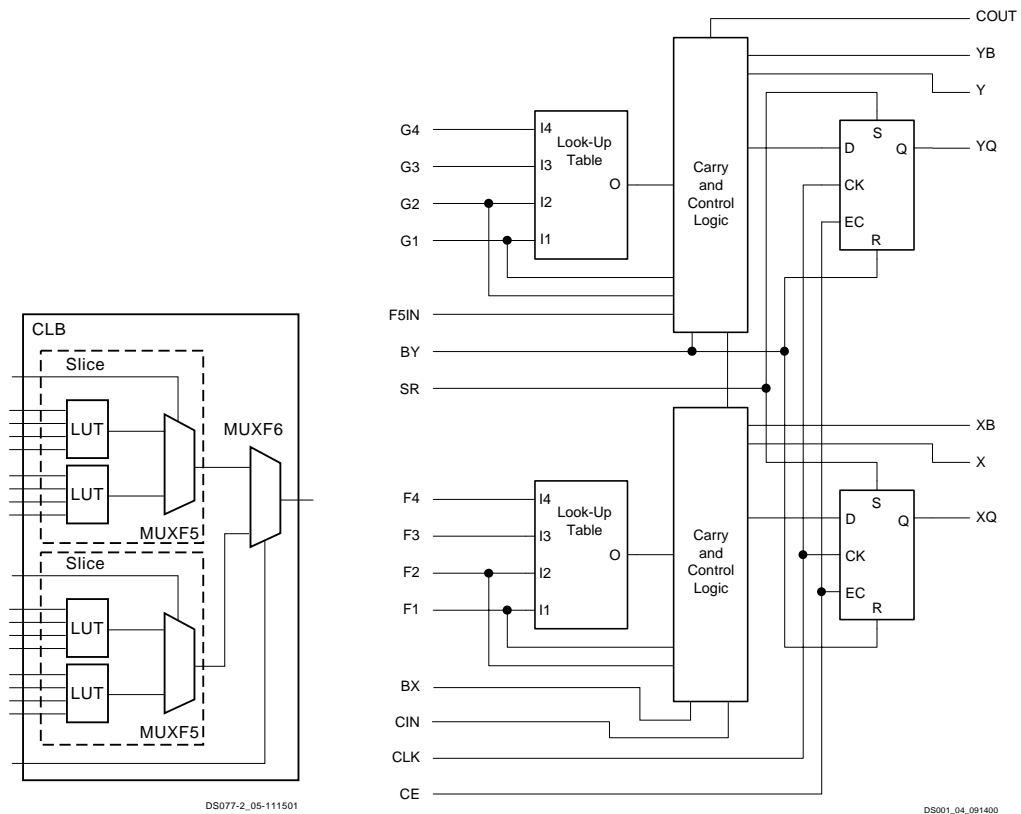 CLB
Slice
LUT
LUT
MUXF5
MUXF6
Slice
LUT
LUT
MUXF5
DS077-2_05-111501
COUT
YB
Y
G4
G3
G2
G1
I4
I3
I2
I1
Look-Up
Table
O
Carry
and
Control
Logic
S
D
Q
CK
EC
R
YQ
F5IN
BY
SR
XB
X
F4
F3
F2
F1
I4
I3
I2
I1
Look-Up
Table
O
Carry
and
Control
Logic
S
D
Q
CK
EC
R
XQ
BX
CIN
CLK
CE
DS001_04_091400